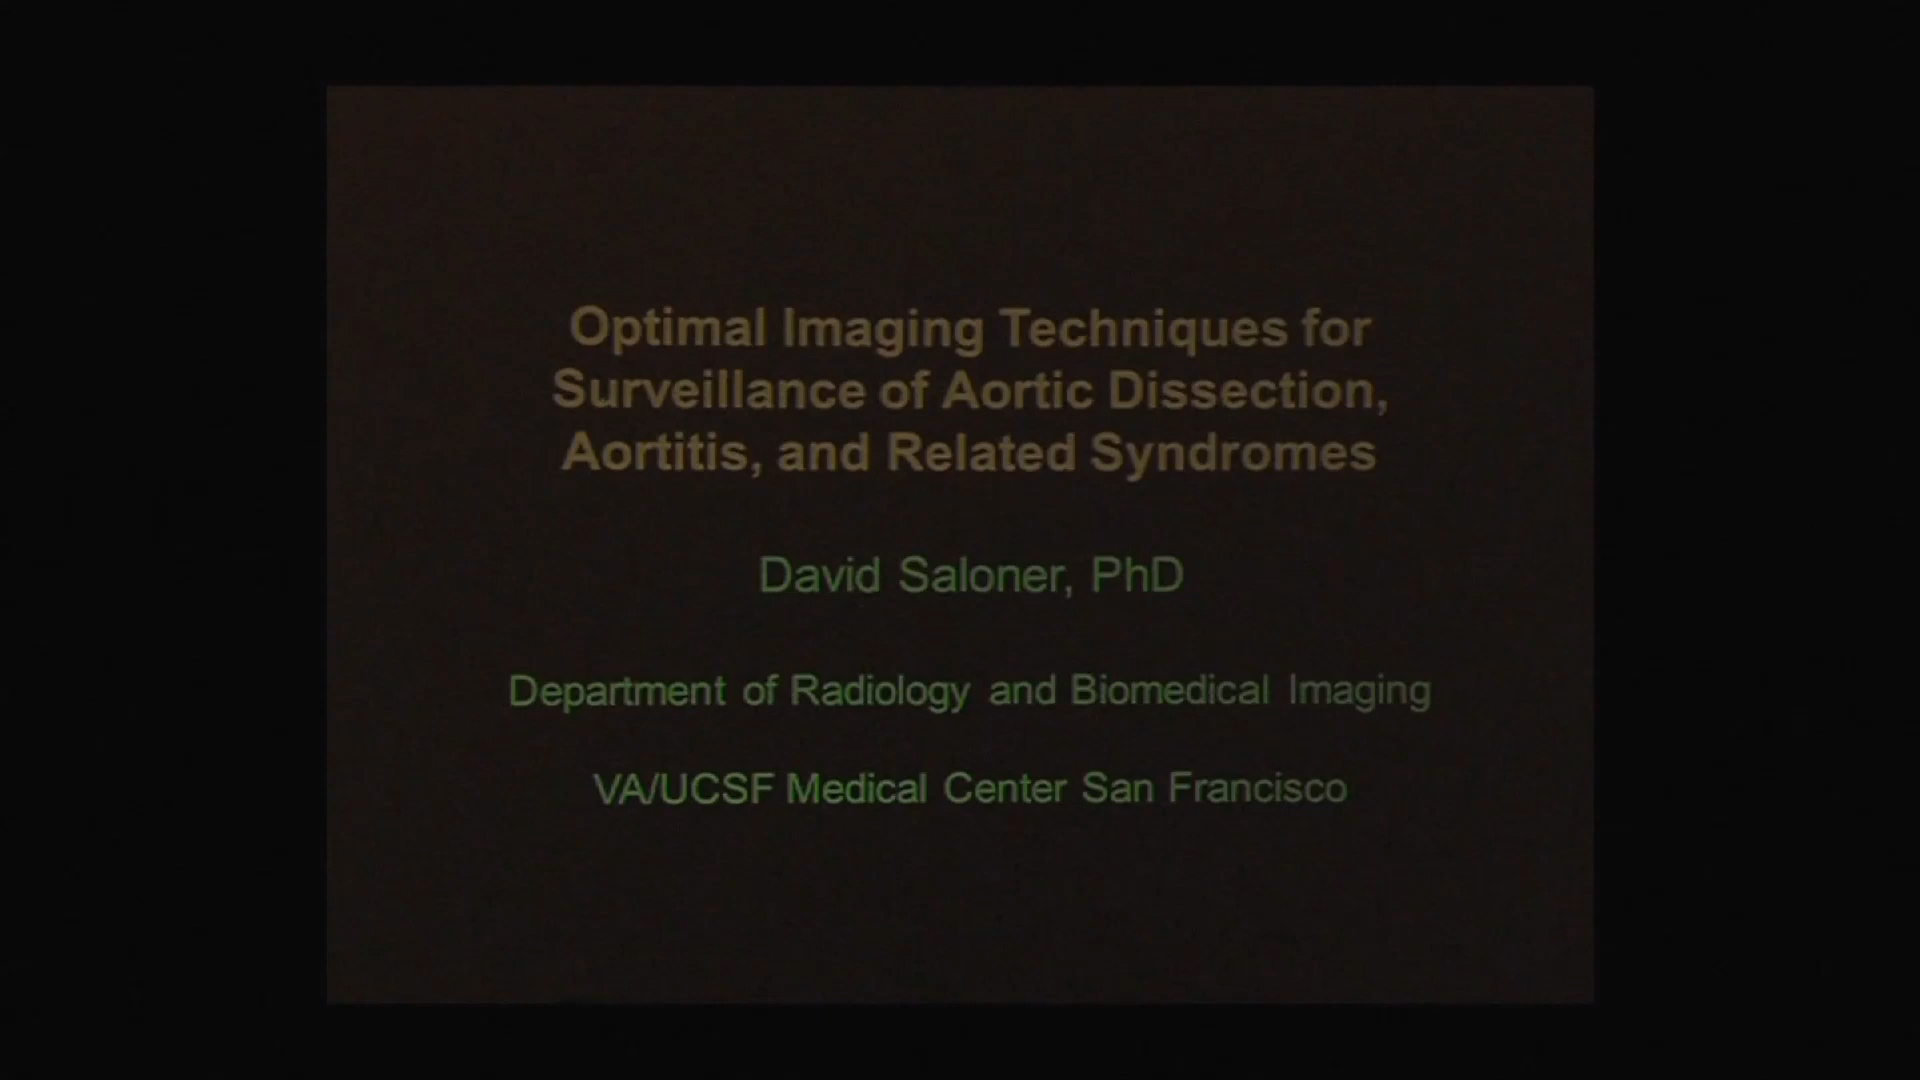 Optimal Imaging Techniques for
Surveillance of Aortic Dissection,
Aortitis, and Related Syndromes
David Saloner, PhD
Department of Radiology and Biomedical Imaging
VA/UCSF Medical Center San Francisco